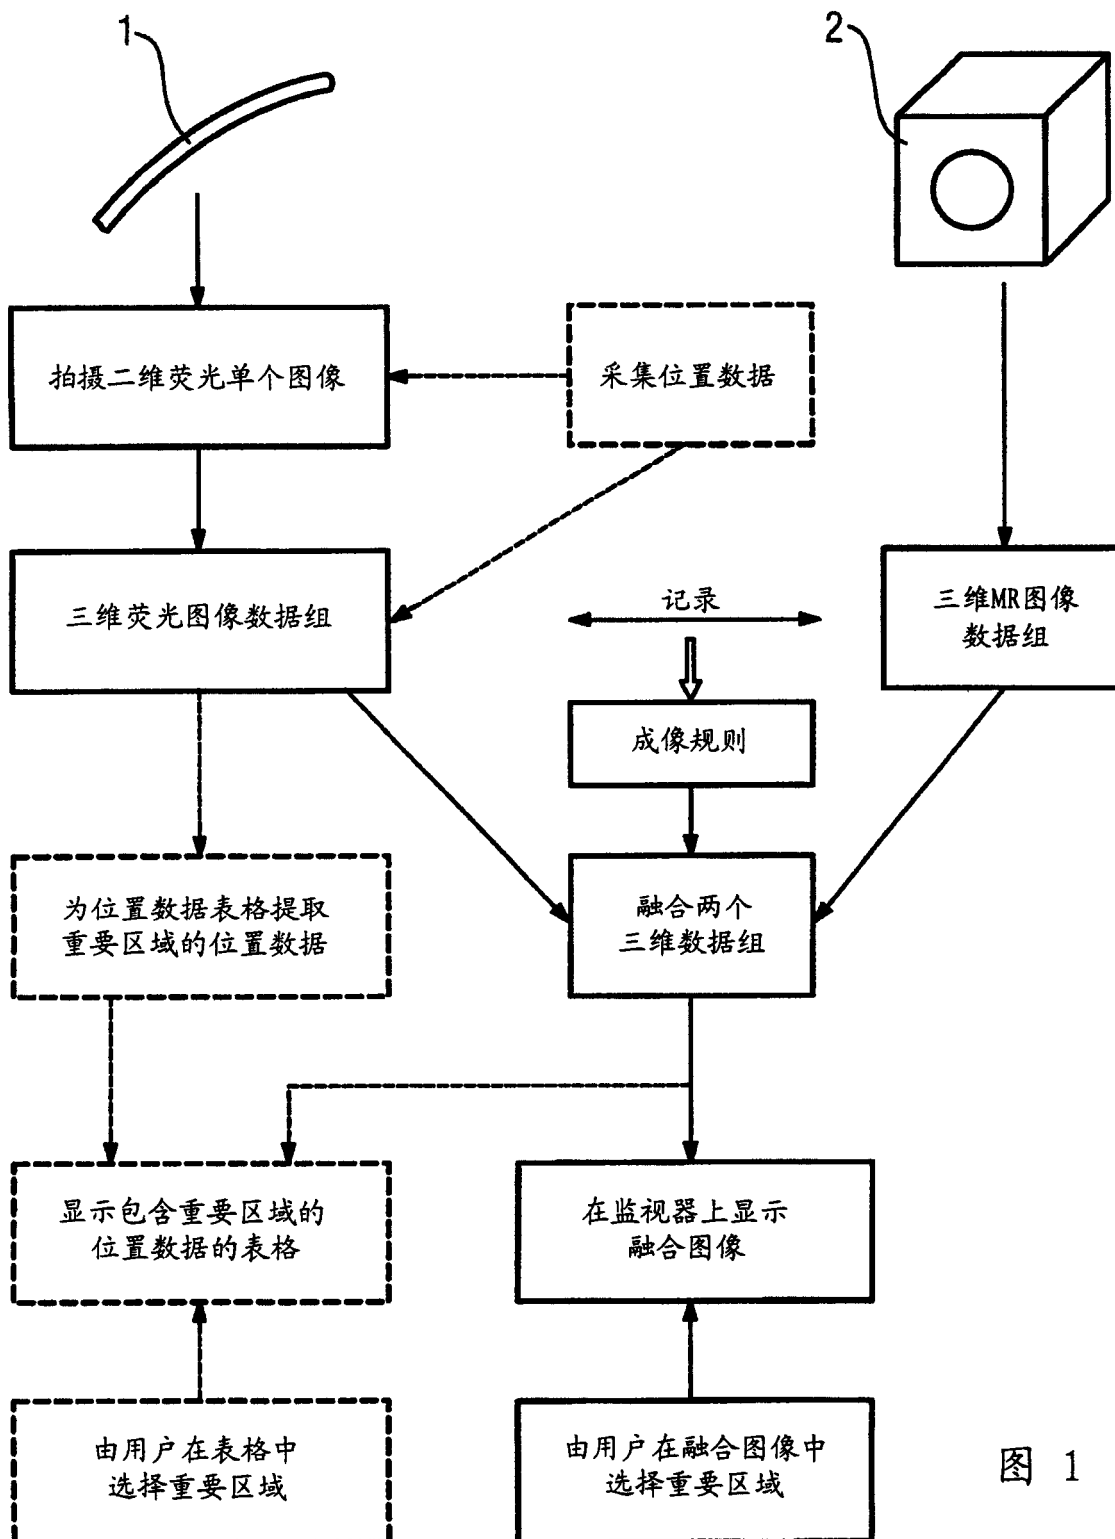 1
2
拍摄二维荧光单个图像
采集位置数据
三维荧光图像数据组
记录
三维MR图像
数据组
成像规则
为位置数据表格提取
重要区域的位置数据
融合两个
三维数据组
显示包含重要区域的
位置数据的表格
在监视器上显示
融合图像
由用户在表格中
选择重要区域
由用户在融合图像中
选择重要区域
图 1